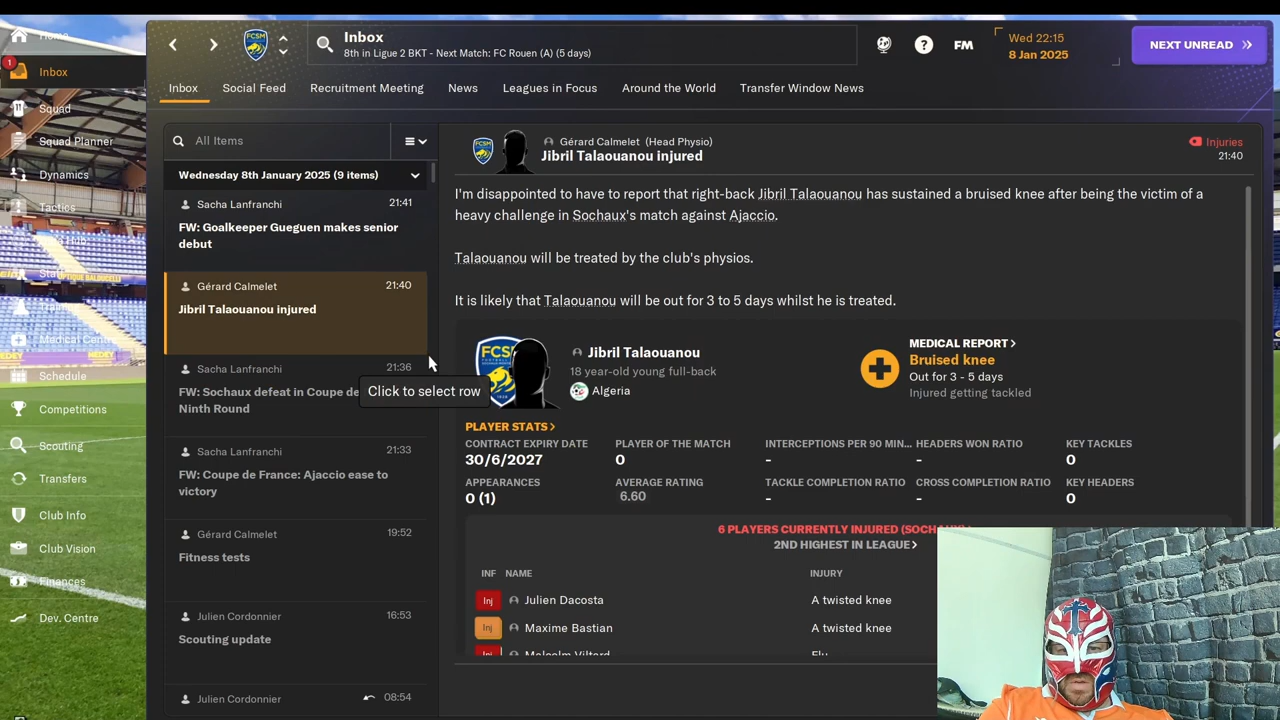 Home
Inbox
8th in Ligue 2 BKT - Next Match: FC Rouen (A) (5 days)
FM
Wed 22:15
8 Jan 2025
NEXT UNREAD
1
Inbox
Squad
Squad Planner
Dynamics
Tactics
Schedule
Competitions
Scouting
Transfers
Club Info
Club Vision
Finances
Dev. Centre
Inbox
Social Feed
Recruitment Meeting
News
Leagues in Focus
Around the World
Transfer Window News
All Items
Wednesday 8th January 2025 (9 items)
Sacha Lanfranchi
21:41
FW: Goalkeeper Gueguen makes senior
debut
Gérard Calmelet
21:40
Jibril Talaouanou injured
Sacha Lanfranchi
21:36
FW: Sochaux defeat in Coupe de
Ninth Round
Click to select row
Sacha Lanfranchi
21:33
FW: Coupe de France: Ajaccio ease to
victory
Gérard Calmelet
19:52
Fitness tests
Julien Cordonnier
16:53
Scouting update
Julien Cordonnier
08:54
Gérard Calmelet (Head Physio)
Jibril Talaouanou injured
Injuries
21:40
I'm disappointed to have to report that right-back Jibril Talaouanou has sustained a bruised knee after being the victim of a
heavy challenge in Sochaux's match against Ajaccio.
Talaouanou will be treated by the club's physios.
It is likely that Talaouanou will be out for 3 to 5 days whilst he is treated.
FCSM
Jibril Talaouanou
18 year-old young full-back
Algeria
MEDICAL REPORT >
Bruised knee
Out for 3 - 5 days
Injured getting tackled
PLAYER STATS >
CONTRACT EXPIRY DATE
30/6/2027
PLAYER OF THE MATCH
0
INTERCEPTIONS PER 90 MIN...
-
HEADERS WON RATIO
-
KEY TACKLES
0
APPEARANCES
0 (1)
AVERAGE RATING
6.60
TACKLE COMPLETION RATIO
-
CROSS COMPLETION RATIO
-
KEY HEADERS
0
6 PLAYERS CURRENTLY INJURED
2ND HIGHEST IN LEAGUE >
INF
NAME
INJURY
Inj
Julien Dacosta
A twisted knee
Inj
Maxime Bastian
A twisted knee
Inj
Malcolm Viltard
Flu